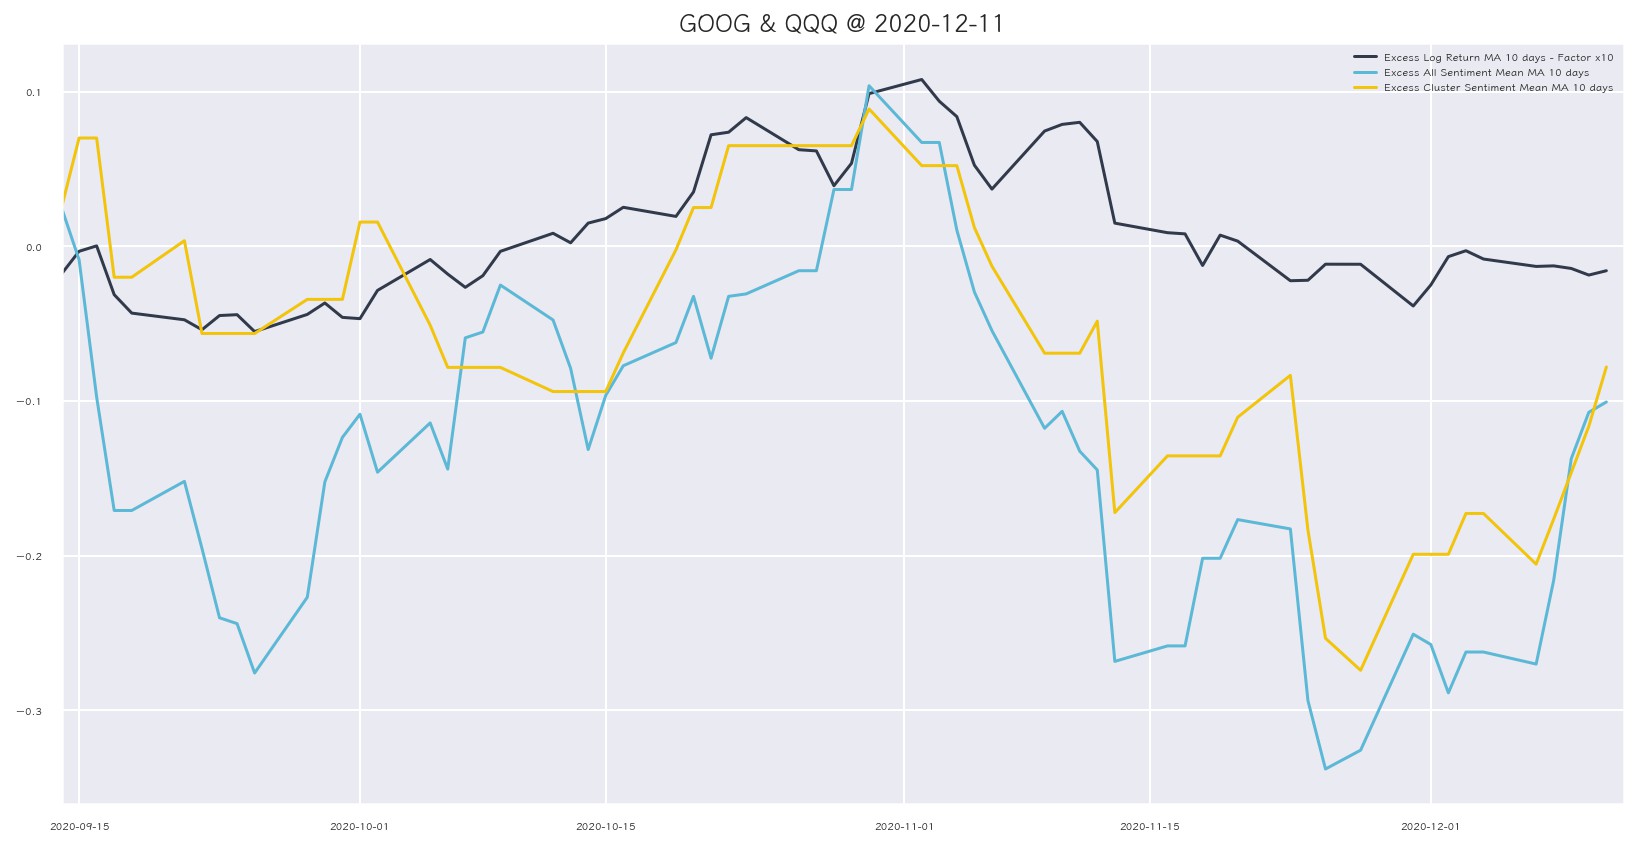 GOOG & QQQ @ 2020-12-11
Excess Log Return MA 10 days - Factor x10
Excess All Sentiment Mean MA 10 days
Excess Cluster Sentiment Mean MA 10 days
0.1
0.0
−0.1
−0.2
−0.3
2020-09-15
2020-10-01
2020-10-15
2020-11-01
2020-11-15
2020-12-01